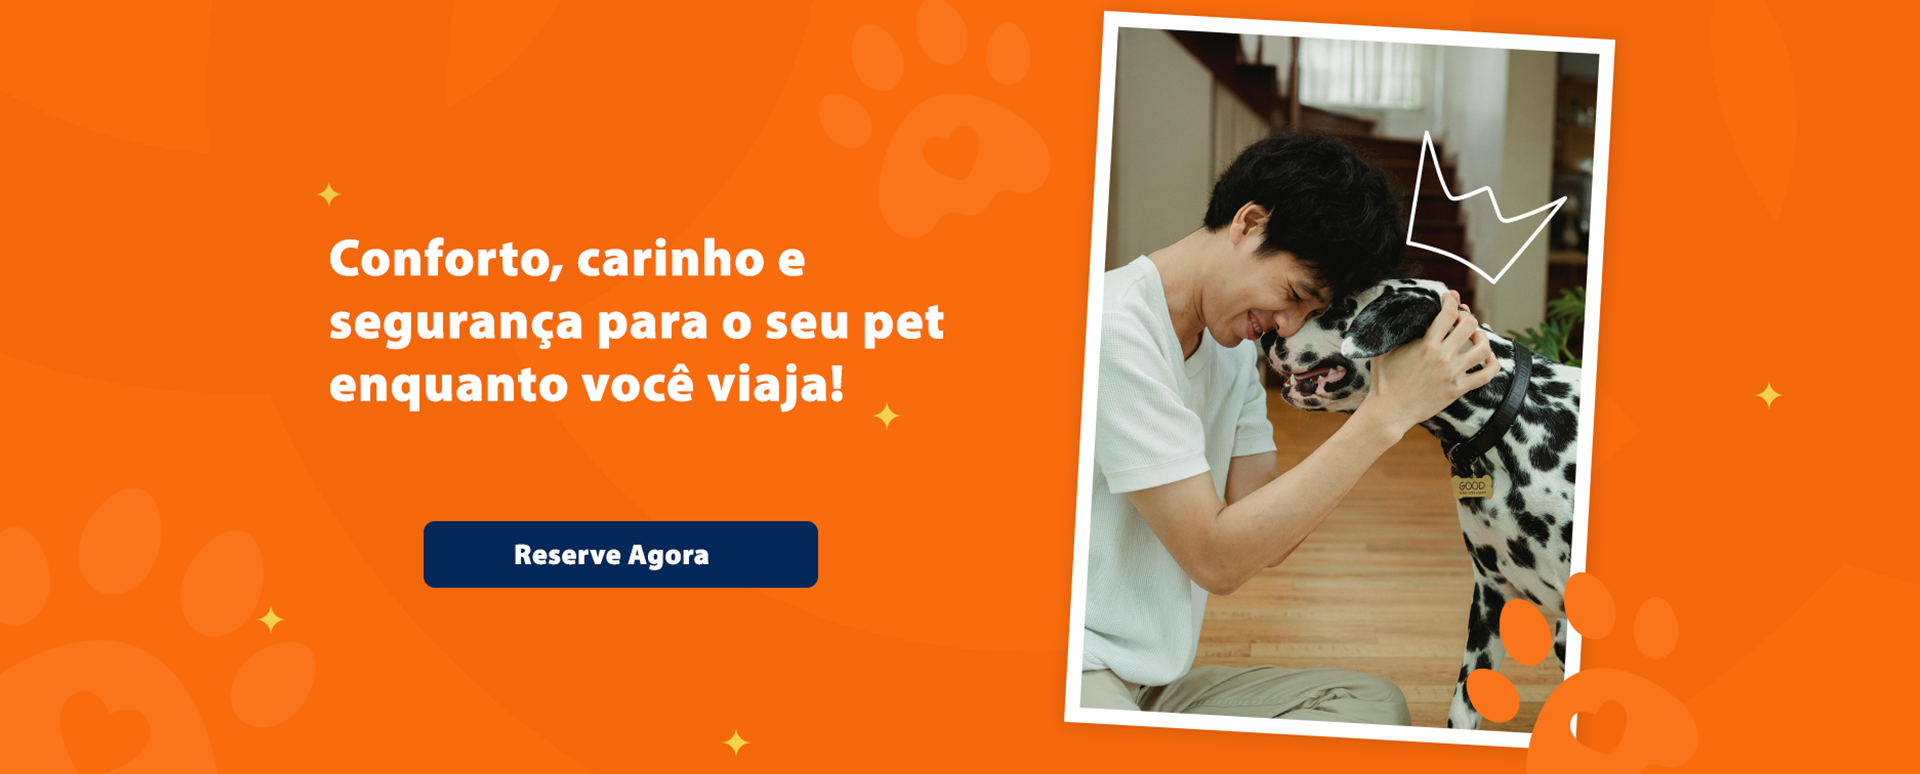 Conforto, carinho e
segurança para o seu pet
enquanto você viaja!
Reserve Agora
GOOD